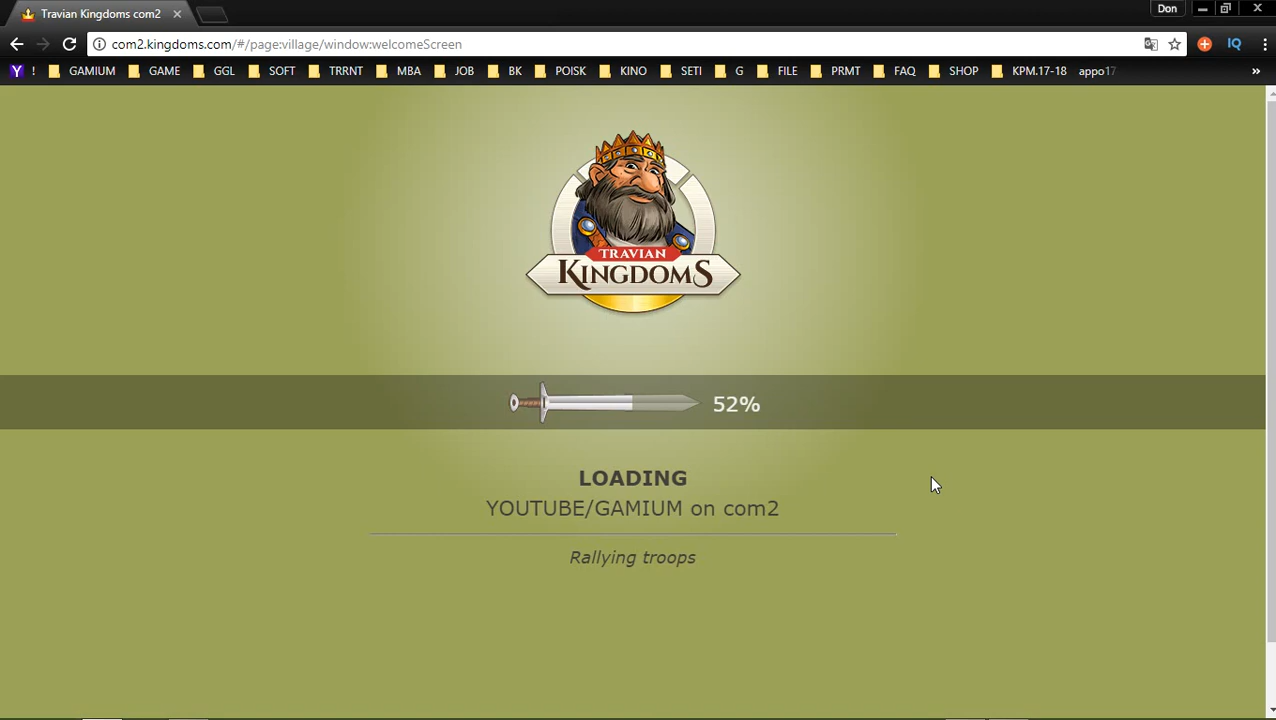 Travian Kingdoms com2
Don
com2.kingdoms.com/#/page:village/window:welcomeScreen
IQ
! GAMIUM GAME GGL SOFT TRRNT MBA JOB BK POISK KINO SETI G FILE PRMT FAQ SHOP KPM.17-18 appo17 »
TRAVIAN
KINGDOMS
52%
LOADING
YOUTUBE/GAMIUM on com2
Rallying troops